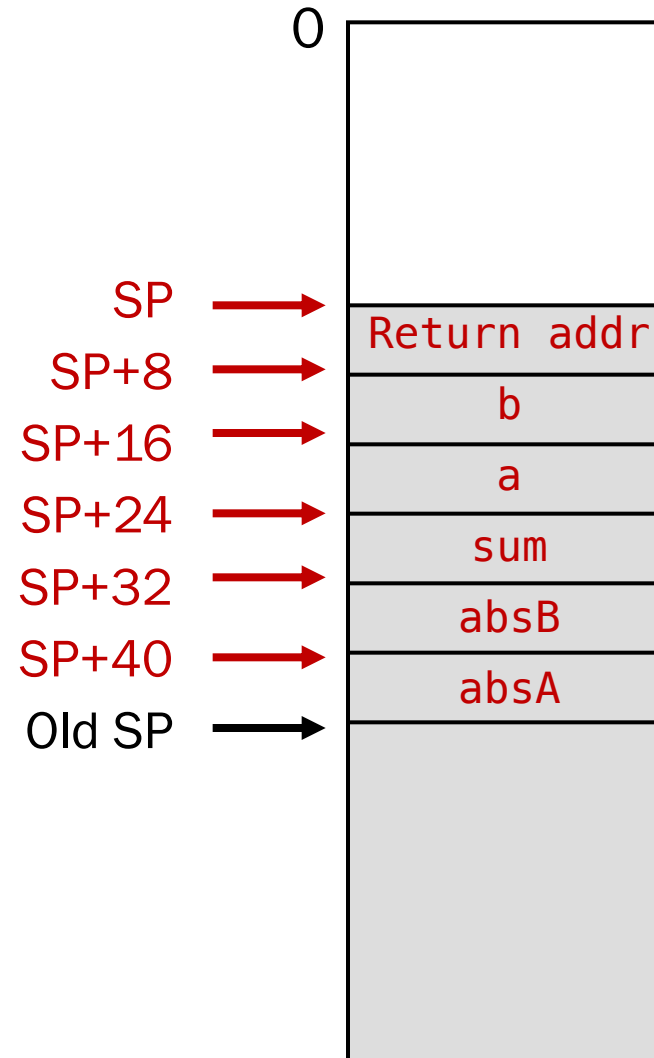 0
SP
Return addr
SP+8
b
SP+16
a
SP+24
sum
SP+32
absB
SP+40
absA
Old SP